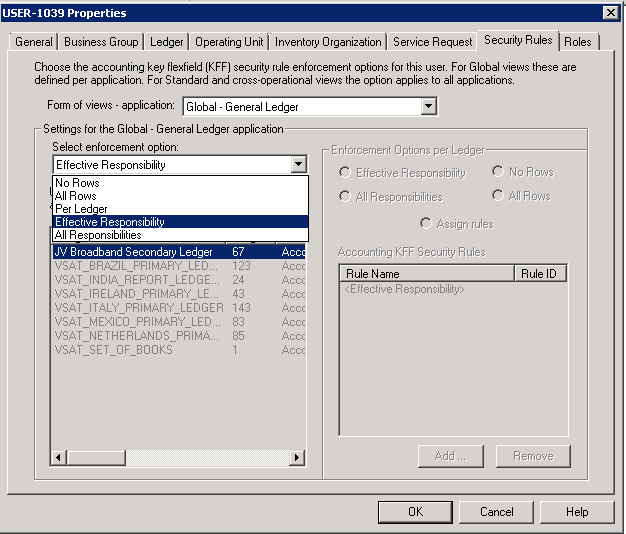 USER-1039 Properties
General
Business Group
Ledger
Operating Unit
Inventory Organization
Service Request
Security Rules
Roles
Choose the accounting key flexfield (KFF) security rule enforcement options for this user. For Global views these are
defined per application. For Standard and cross-operational views the option applies to all applications.
Form of views - application:
Global - General Ledger
Settings for the Global - General Ledger application
Select enforcement option:
Effective Responsibility
No Rows
All Rows
Per Ledger
Effective Responsibility
All Responsibilities
JV Broadband Secondary Ledger 67 Acco
VSAT_BRAZIL_PRIMARY_LED... 123 Acco
VSAT_INDIA_REPORT_LEDGE... 24 Acco
VSAT_IRELAND_PRIMARY_LE... 43 Acco
VSAT_ITALY_PRIMARY_LEDGER 143 Acco
VSAT_MEXICO_PRIMARY_LED... 83 Acco
VSAT_NETHERLANDS_PRIMA... 85 Acco
VSAT_SET_OF_BOOKS 1 Acco
Enforcement Options per Ledger
Effective Responsibility
No Rows
All Responsibilities
All Rows
Assign rules
Accounting KFF Security Rules
Rule Name
Rule ID
<Effective Responsibility>
Add ...
Remove
OK
Cancel
Help